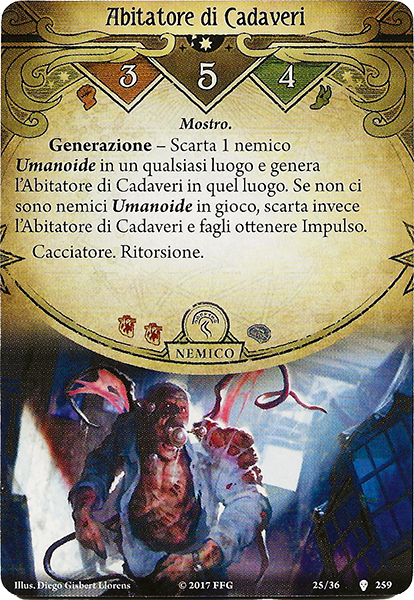 Abitatore di Cadaveri
3 5 4
Mostro.
Generazione – Scarta 1 nemico
Umanoide in un qualsiasi luogo e genera
l'Abitatore di Cadaveri in quel luogo. Se non ci
sono nemici Umanoide in gioco, scarta invece
l'Abitatore di Cadaveri e fagli ottenere Impulso.
Cacciatore. Ritorsione.
NEMICO
Illus. Diego Gisbert Llorens © 2017 FFG 25/36 259